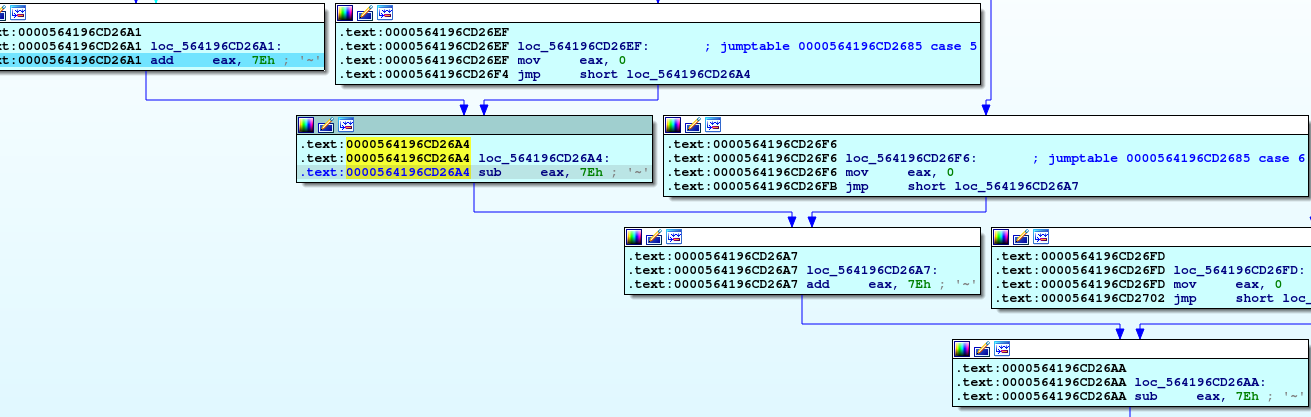 xt:0000564196CD26A1
xt:0000564196CD26A1 loc_564196CD26A1:
xt:0000564196CD26A1 add eax, 7Eh ; '~'
.text:0000564196CD26EF
.text:0000564196CD26EF loc_564196CD26EF: ; jumptable 0000564196CD2685 case 5
.text:0000564196CD26EF mov eax, 0
.text:0000564196CD26F4 jmp short loc_564196CD26A4
.text:0000564196CD26A4
.text:0000564196CD26A4 loc_564196CD26A4:
.text:0000564196CD26A4 sub eax, 7Eh ; '~'
.text:0000564196CD26F6
.text:0000564196CD26F6 loc_564196CD26F6: ; jumptable 0000564196CD2685 case 6
.text:0000564196CD26F6 mov eax, 0
.text:0000564196CD26FB jmp short loc_564196CD26A7
.text:0000564196CD26A7
.text:0000564196CD26A7 loc_564196CD26A7:
.text:0000564196CD26A7 add eax, 7Eh ; '~'
.text:0000564196CD26FD
.text:0000564196CD26FD loc_564196CD26FD:
.text:0000564196CD26FD mov eax, 0
.text:0000564196CD2702 jmp short loc_
.text:0000564196CD26AA
.text:0000564196CD26AA loc_564196CD26AA:
.text:0000564196CD26AA sub eax, 7Eh ; '~'